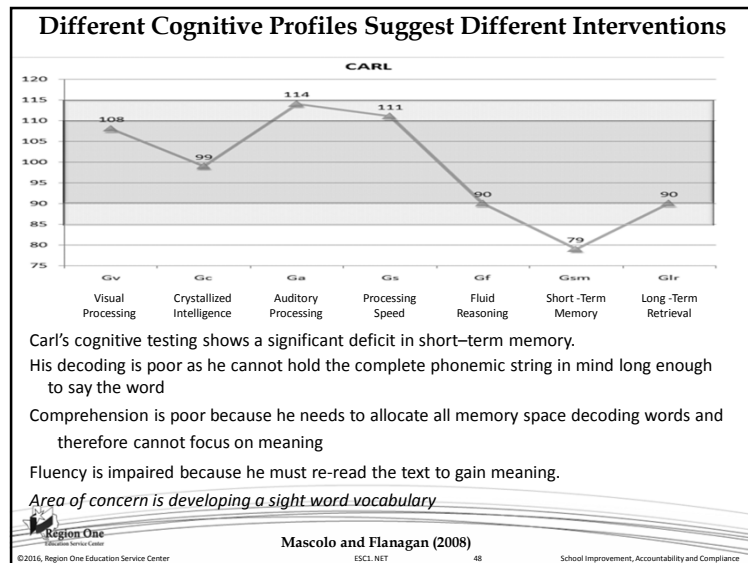 Different Cognitive Profiles Suggest Different Interventions
CARL
120
115
110
105
100
95
90
85
80
75
108
99
114
111
90
79
90
Gv Gc Ga Gs Gf Gsm Glr
Visual Processing
Crystallized Intelligence
Auditory Processing
Processing Speed
Fluid Reasoning
Short -Term Memory
Long -Term Retrieval
Carl’s cognitive testing shows a significant deficit in short–term memory.
His decoding is poor as he cannot hold the complete phonemic string in mind long enough
to say the word
Comprehension is poor because he needs to allocate all memory space decoding words and
therefore cannot focus on meaning
Fluency is impaired because he must re-read the text to gain meaning.
Area of concern is developing a sight word vocabulary
Region One
Education Service Center
Mascolo and Flanagan (2008)
©2016, Region One Education Service Center ESC1. NET 48 School Improvement, Accountability and Compliance